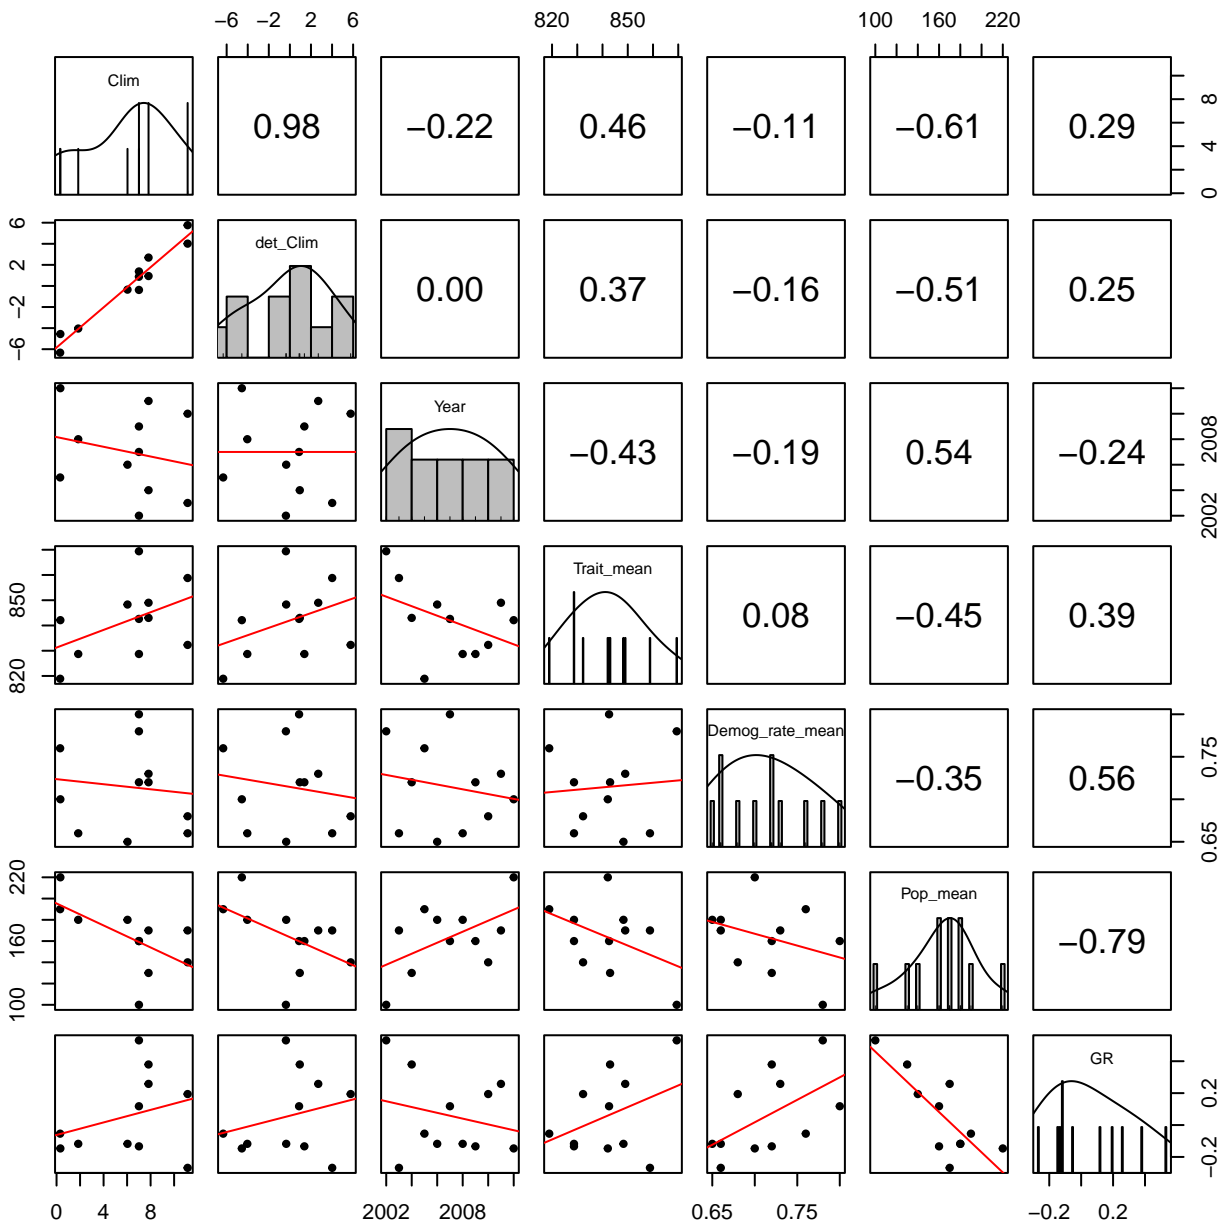 −6 −2 2 6 820 850 100 160 220
Clim 0.98 −0.22 0.46 −0.11 −0.61 0.29 0 4 8
−6 −2 2 6 det_Clim 0.00 0.37 −0.16 −0.51 0.25
Year −0.43 −0.19 0.54 −0.24 2002 2008
820 850 Trait_mean 0.08 −0.45 0.39
Demog_rate_mean −0.35 0.56 0.65 0.75
100 160 220 Pop_mean −0.79
GR −0.2 0.2
0 4 8 2002 2008 0.65 0.75 −0.2 0.2